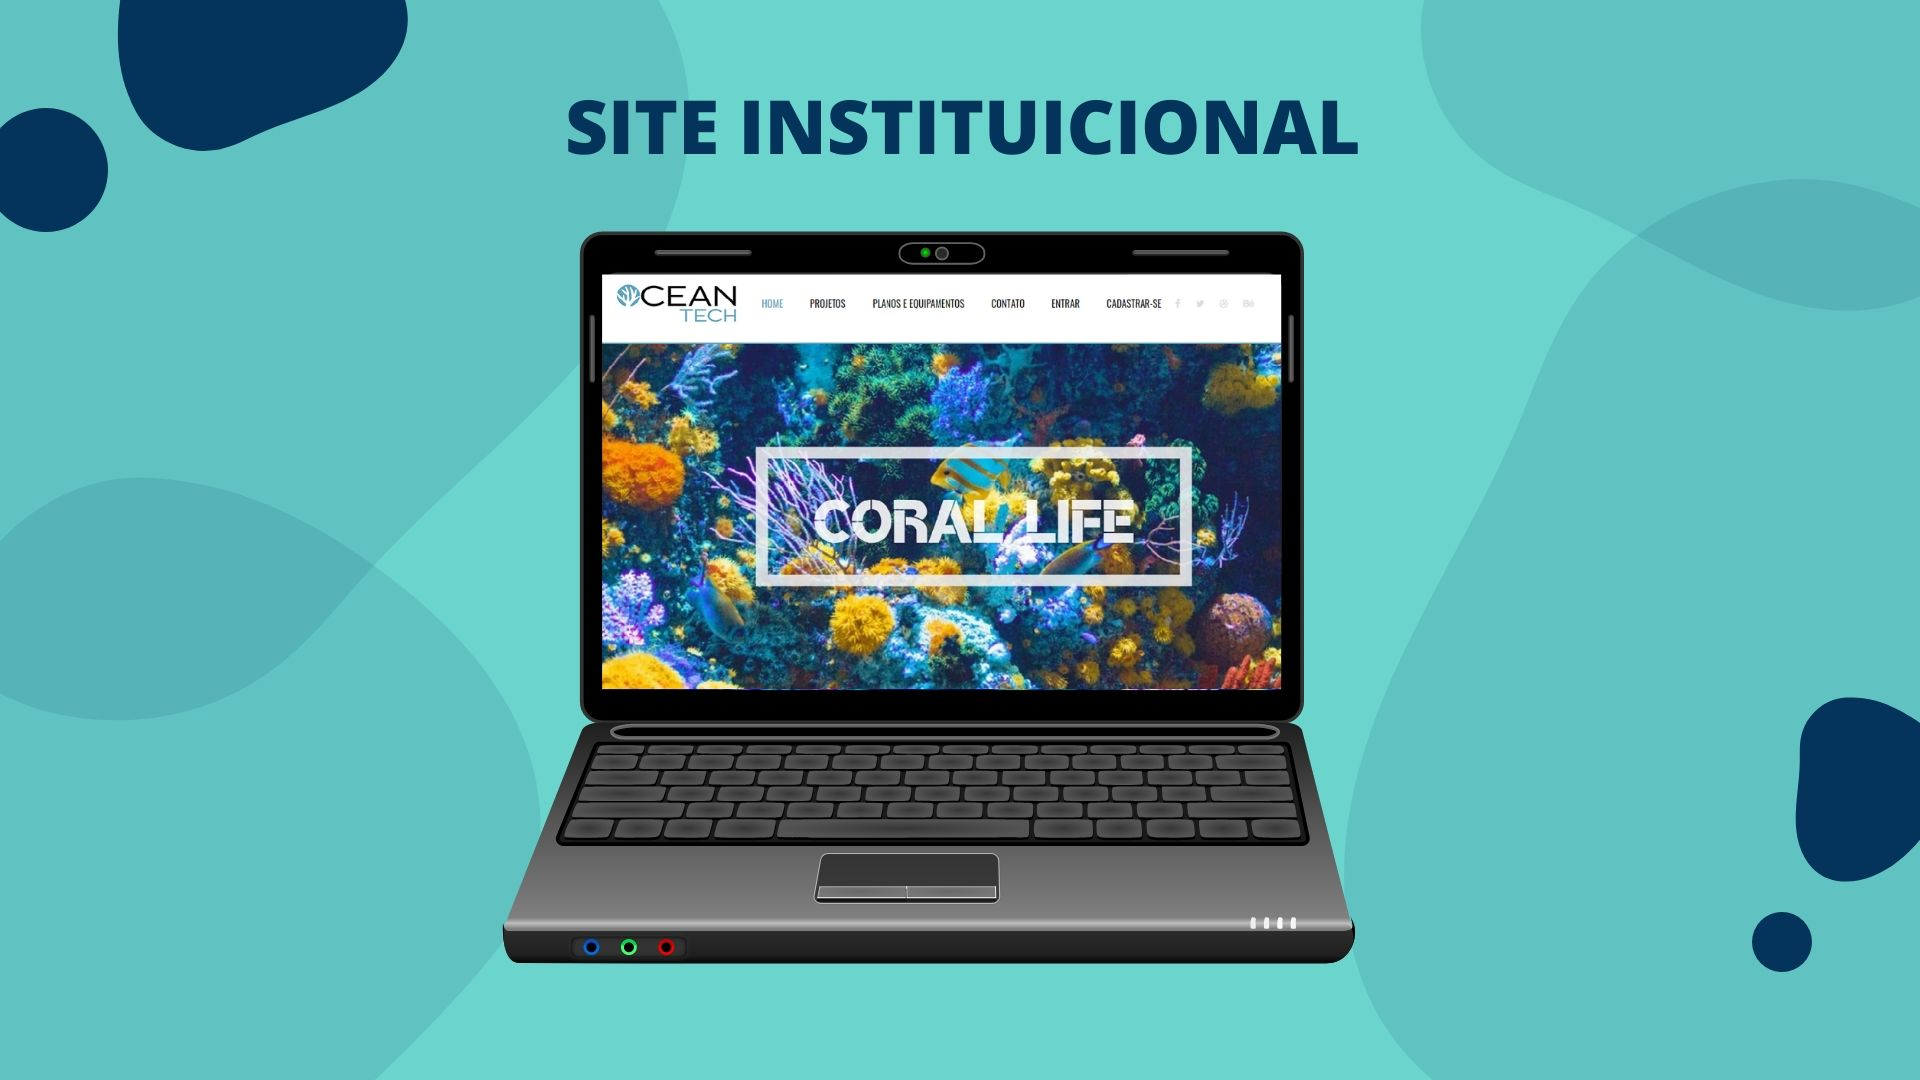 SITE INSTITUICIONAL
OCEAN
TECH
HOME PROJETOS PLANOS E EQUIPAMENTOS CONTATO ENTRAR CADASTRAR-SE
CORAL LIFE